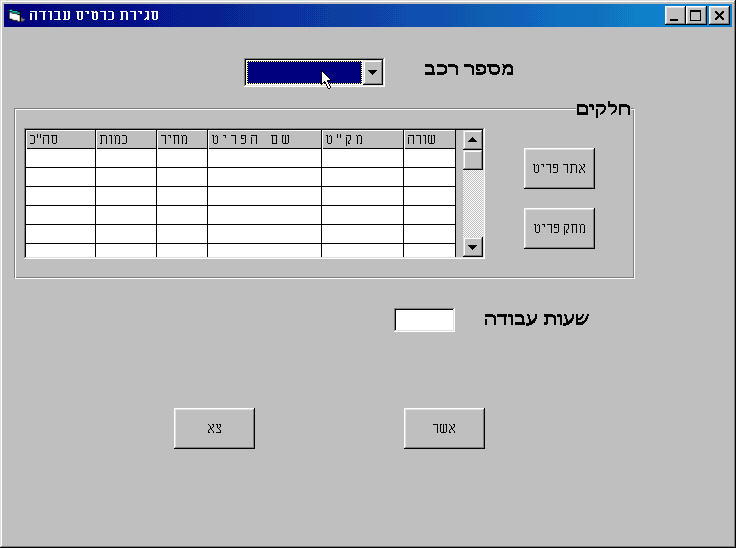 סגירת כרטיס עבודה
מספר רכב
חלקים
שורה מק"ט שם הפריט מחיר כמות סה"כ
אתר פריט
מחק פריט
שעות עבודה
אשר
צא